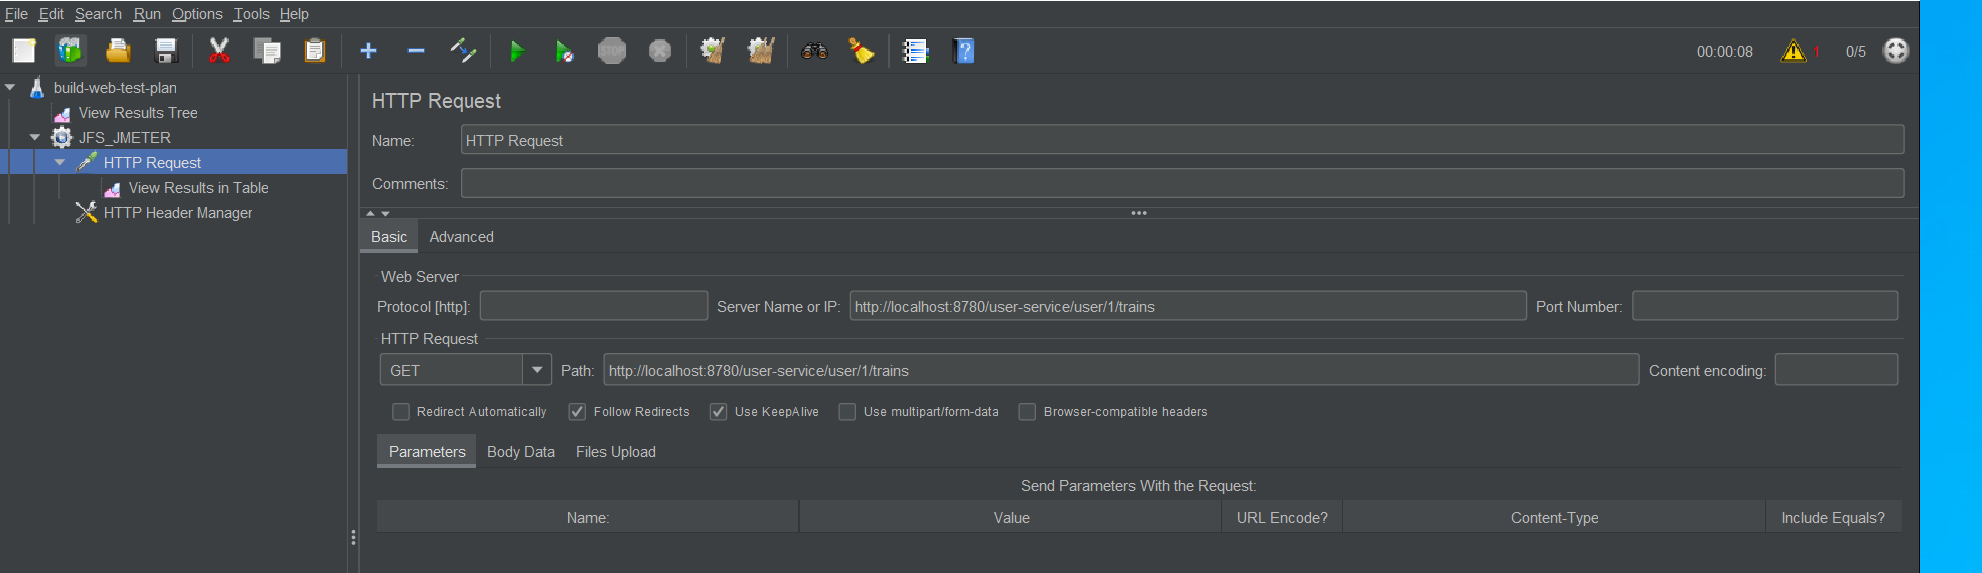 File Edit Search Run Options Tools Help
STOP
?
00:00:08 1 0/5
build-web-test-plan
View Results Tree
JFS_JMETER
HTTP Request
View Results in Table
HTTP Header Manager
HTTP Request
Name: HTTP Request
Comments:
Basic Advanced
Web Server
Protocol [http]: Server Name or IP: http://localhost:8780/user-service/user/1/trains Port Number:
HTTP Request
GET Path: http://localhost:8780/user-service/user/1/trains Content encoding:
Redirect Automatically Follow Redirects Use KeepAlive Use multipart/form-data Browser-compatible headers
Parameters Body Data Files Upload
Send Parameters With the Request:
Name: Value URL Encode? Content-Type Include Equals?